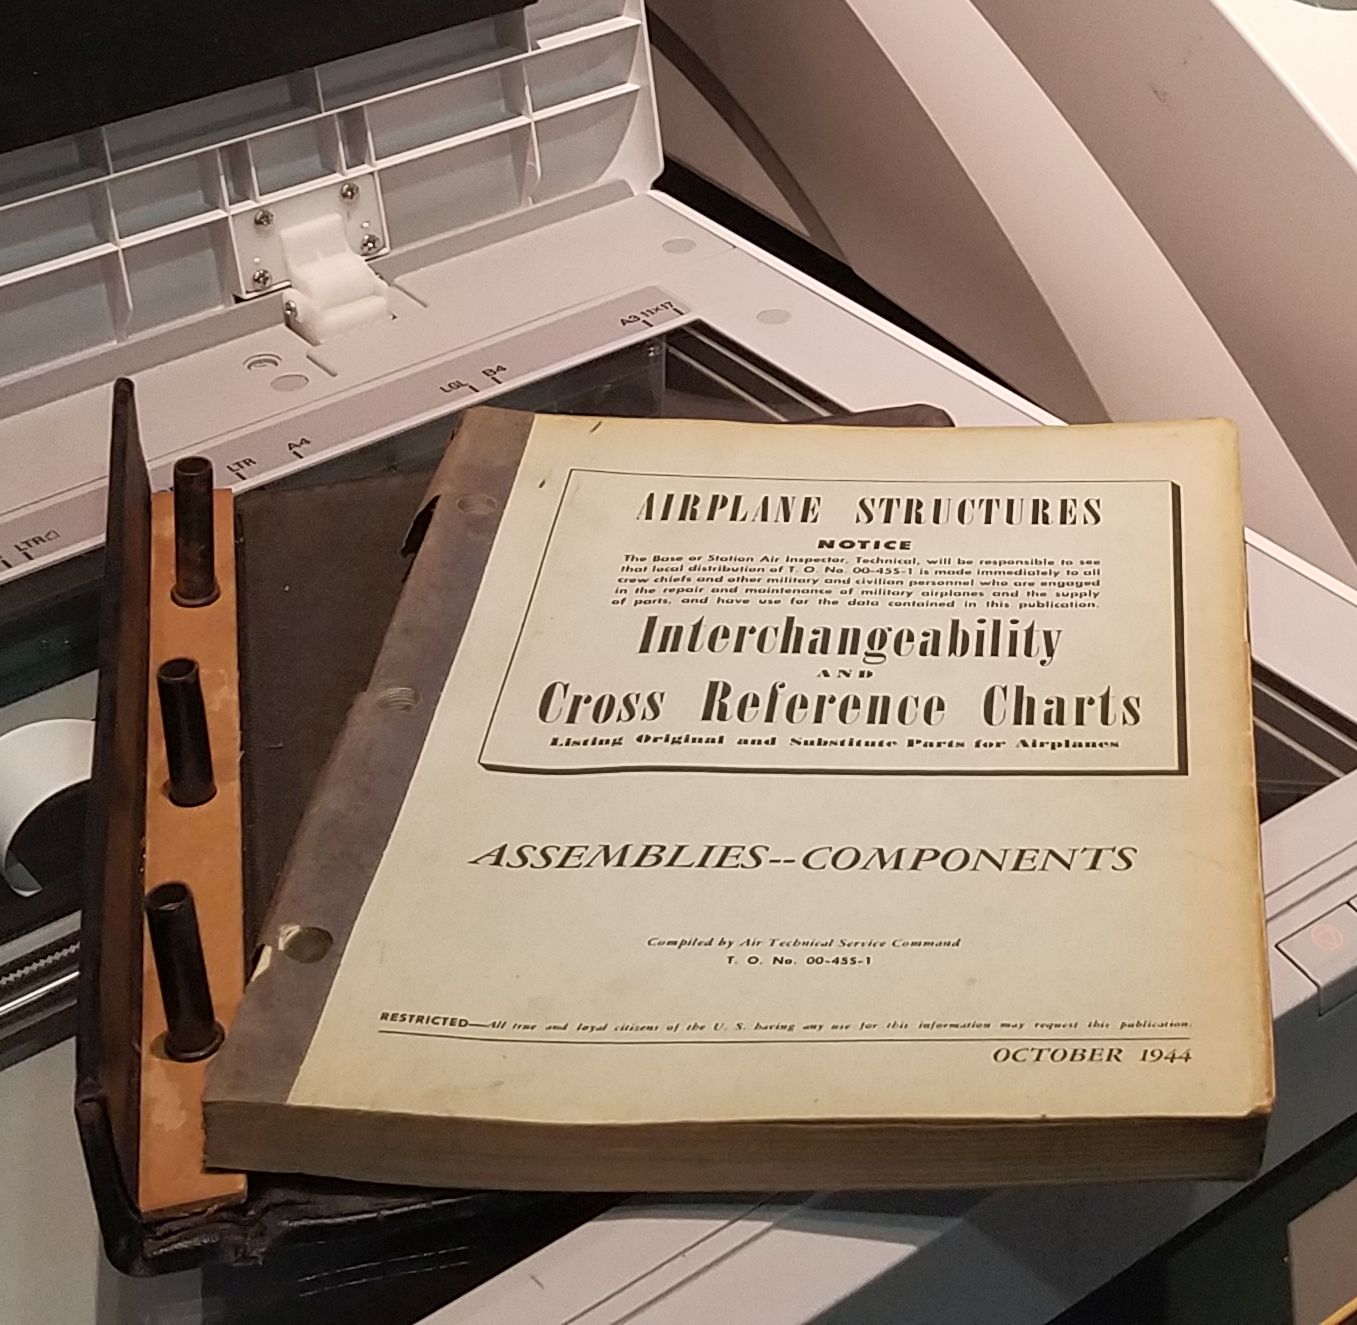 A3 11x17
LGL B4
LTR A4
LTR
AIRPLANE STRUCTURES
NOTICE
The Base or Station Air Inspector, Technical, will be responsible to see
that local distribution of T. O. No. 00-455-1 is made immediately to all
crew chiefs and other military and civilian personnel who are engaged
in the repair and maintenance of military airplanes and the supply
of parts, and have use for the data contained in this publication.
Interchangeability
AND
Cross Reference Charts
Listing Original and Substitute Parts for Airplanes
ASSEMBLIES--COMPONENTS
Compiled by Air Technical Service Command
T. O. No. 00-455-1
RESTRICTED—All true and loyal citizens of the U. S. having any use for this information may request this publication.
OCTOBER 1944